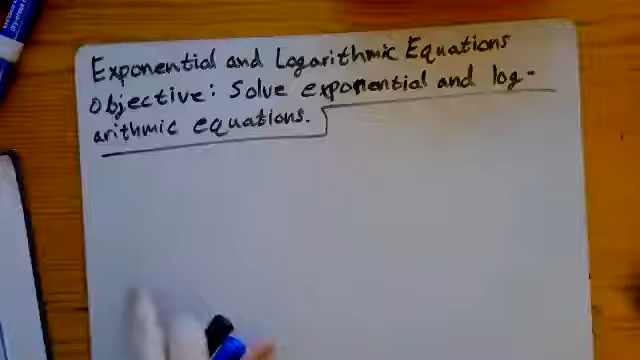 Exponential and Logarithmic Equations
Objective: Solve exponential and log-
arithmic equations.